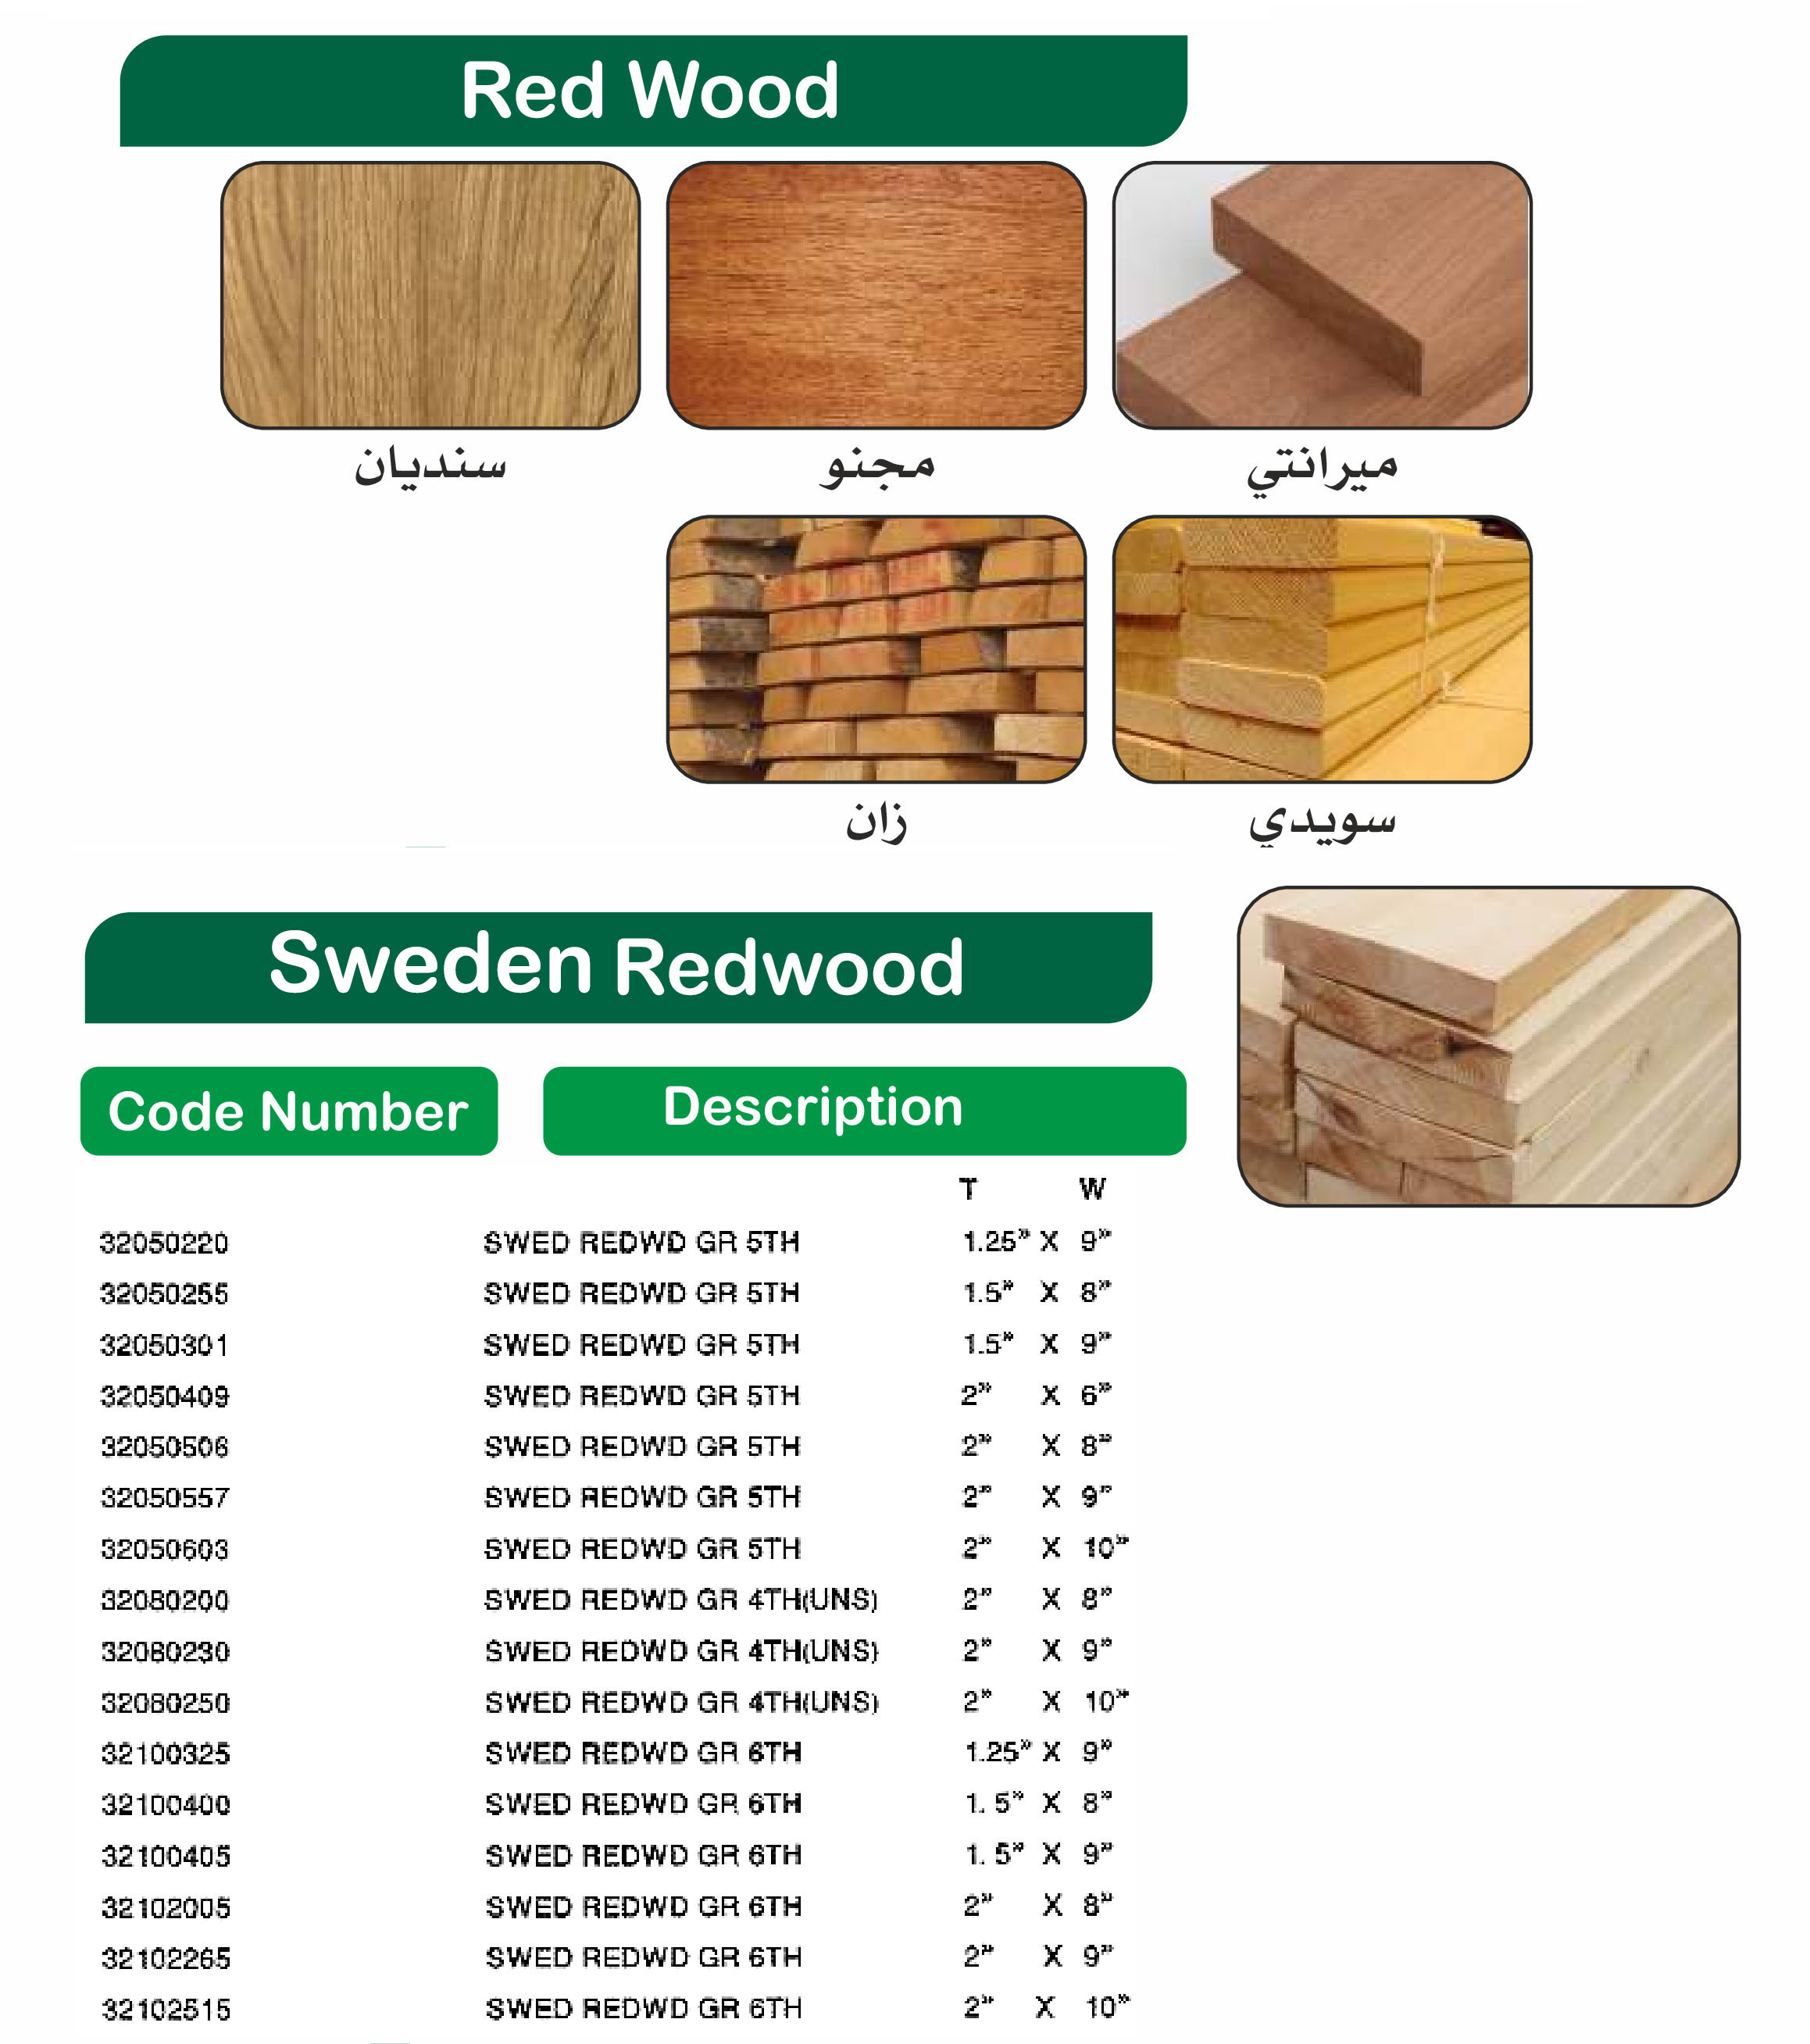 Red Wood
سنديان مجنو ميرانتي
زان سويدي
Sweden Redwood
Code Number Description
T W
32050220 SWED REDWD GR 5TH 1.25" X 9"
32050255 SWED REDWD GR 5TH 1.5" X 8"
32050301 SWED REDWD GR 5TH 1.5" X 9"
32050409 SWED REDWD GR 5TH 2" X 6"
32050506 SWED REDWD GR 5TH 2" X 8"
32050557 SWED REDWD GR 5TH 2" X 9"
32050603 SWED REDWD GR 5TH 2" X 10"
32080200 SWED REDWD GR 4TH(UNS) 2" X 8"
32080230 SWED REDWD GR 4TH(UNS) 2" X 9"
32080250 SWED REDWD GR 4TH(UNS) 2" X 10"
32100325 SWED REDWD GR 6TH 1.25" X 9"
32100400 SWED REDWD GR 6TH 1. 5" X 8"
32100405 SWED REDWD GR 6TH 1. 5" X 9"
32102005 SWED REDWD GR 6TH 2" X 8"
32102265 SWED REDWD GR 6TH 2" X 9"
32102515 SWED REDWD GR 6TH 2" X 10"